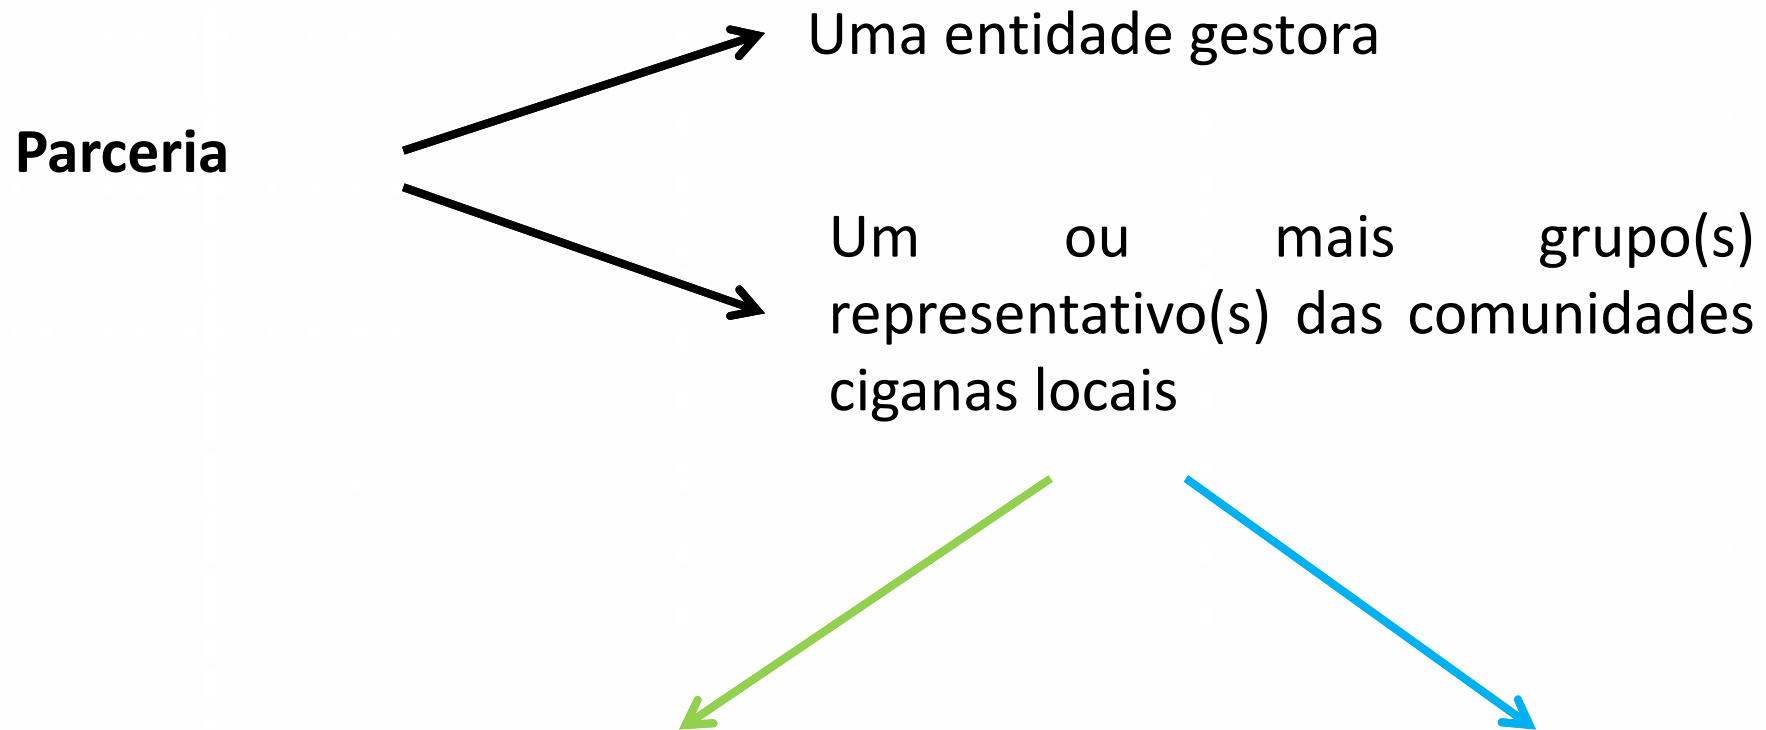 Uma entidade gestora
Parceria
Um ou mais grupo(s)
representativo(s) das comunidades
ciganas locais